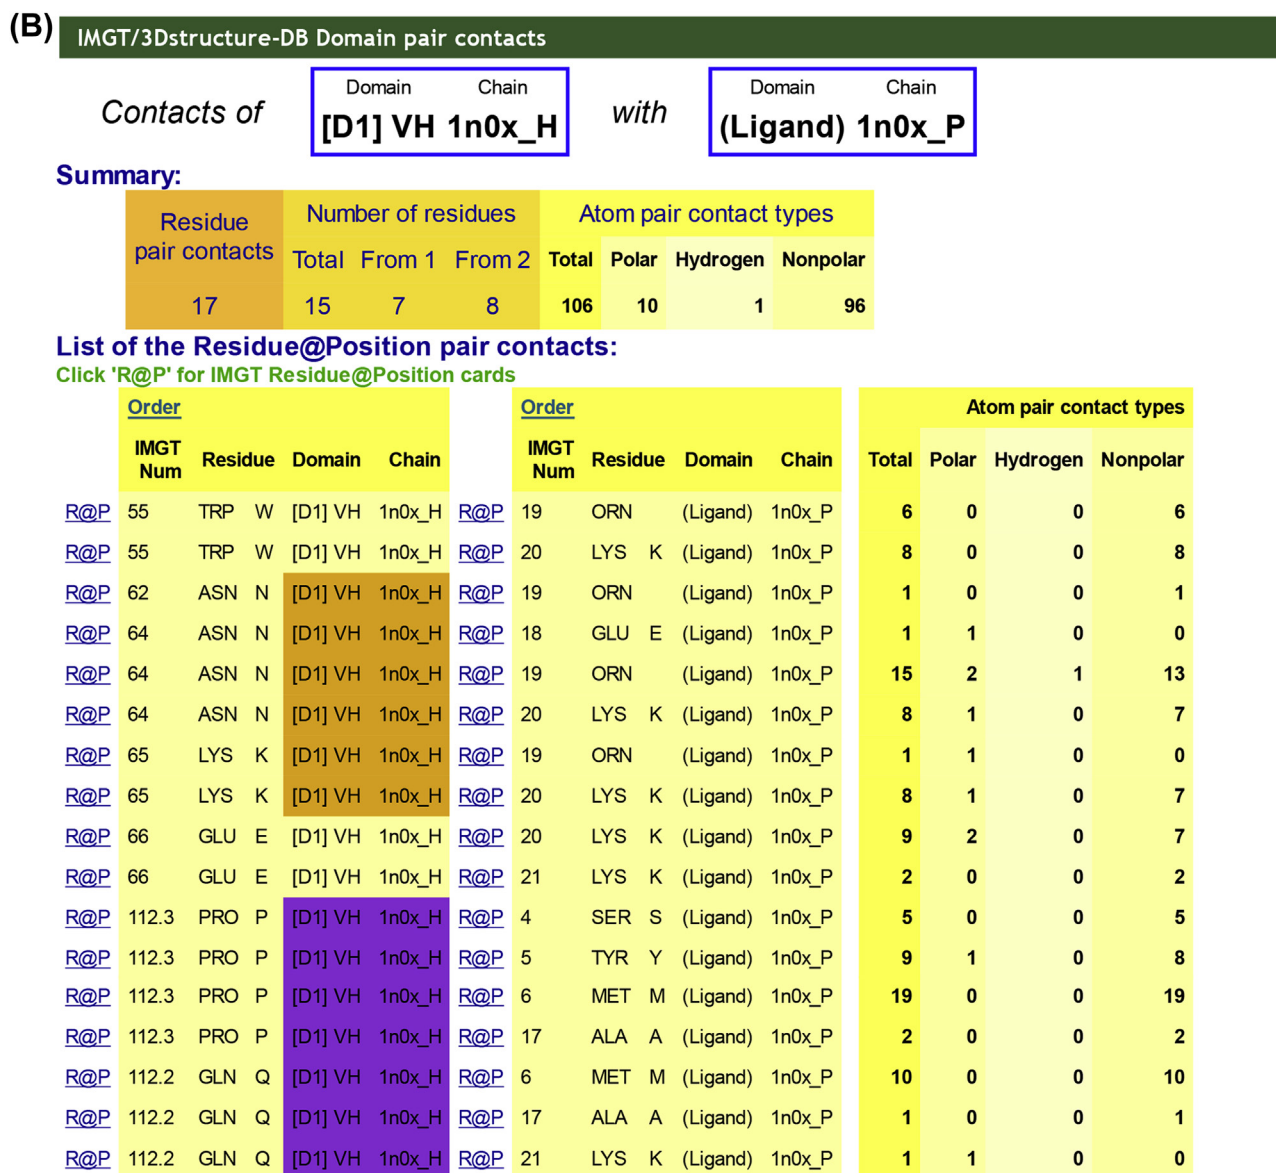 (B) IMGT/3Dstructure-DB Domain pair contacts
Domain Chain Domain Chain
Contacts of [D1] VH 1n0x_H with (Ligand) 1n0x_P
Summary:
Residue pair contacts Number of residues Atom pair contact types
Total From 1 From 2 Total Polar Hydrogen Nonpolar
17 15 7 8 106 10 1 96
List of the Residue@Position pair contacts:
Click 'R@P' for IMGT Residue@Position cards
Order Order Atom pair contact types
IMGT Num Residue Domain Chain IMGT Num Residue Domain Chain Total Polar Hydrogen Nonpolar
R@P 55 TRP W [D1] VH 1n0x_H R@P 19 ORN (Ligand) 1n0x_P 6 0 0 6
R@P 55 TRP W [D1] VH 1n0x_H R@P 20 LYS K (Ligand) 1n0x_P 8 0 0 8
R@P 62 ASN N [D1] VH 1n0x_H R@P 19 ORN (Ligand) 1n0x_P 1 0 0 1
R@P 64 ASN N [D1] VH 1n0x_H R@P 18 GLU E (Ligand) 1n0x_P 1 1 0 0
R@P 64 ASN N [D1] VH 1n0x_H R@P 19 ORN (Ligand) 1n0x_P 15 2 1 13
R@P 64 ASN N [D1] VH 1n0x_H R@P 20 LYS K (Ligand) 1n0x_P 8 1 0 7
R@P 65 LYS K [D1] VH 1n0x_H R@P 19 ORN (Ligand) 1n0x_P 1 1 0 0
R@P 65 LYS K [D1] VH 1n0x_H R@P 20 LYS K (Ligand) 1n0x_P 8 1 0 7
R@P 66 GLU E [D1] VH 1n0x_H R@P 20 LYS K (Ligand) 1n0x_P 9 2 0 7
R@P 66 GLU E [D1] VH 1n0x_H R@P 21 LYS K (Ligand) 1n0x_P 2 0 0 2
R@P 112.3 PRO P [D1] VH 1n0x_H R@P 4 SER S (Ligand) 1n0x_P 5 0 0 5
R@P 112.3 PRO P [D1] VH 1n0x_H R@P 5 TYR Y (Ligand) 1n0x_P 9 1 0 8
R@P 112.3 PRO P [D1] VH 1n0x_H R@P 6 MET M (Ligand) 1n0x_P 19 0 0 19
R@P 112.3 PRO P [D1] VH 1n0x_H R@P 17 ALA A (Ligand) 1n0x_P 2 0 0 2
R@P 112.2 GLN Q [D1] VH 1n0x_H R@P 6 MET M (Ligand) 1n0x_P 10 0 0 10
R@P 112.2 GLN Q [D1] VH 1n0x_H R@P 17 ALA A (Ligand) 1n0x_P 1 0 0 1
R@P 112.2 GLN Q [D1] VH 1n0x_H R@P 21 LYS K (Ligand) 1n0x_P 1 1 0 0